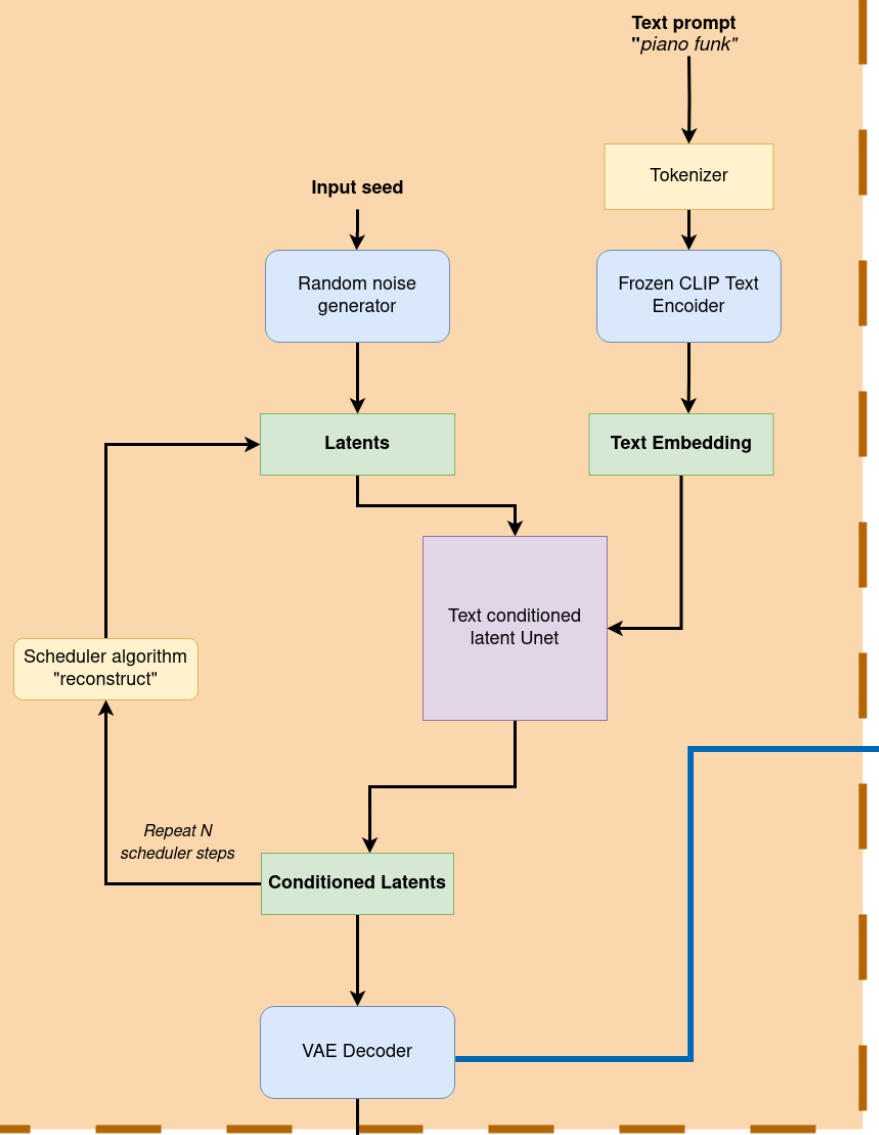 Text prompt
"piano funk"
Tokenizer
Input seed
Random noise
generator
Frozen CLIP Text
Encoider
Latents
Text Embedding
Text conditioned
latent Unet
Scheduler algorithm
"reconstruct"
Repeat N
scheduler steps
Conditioned Latents
VAE Decoder